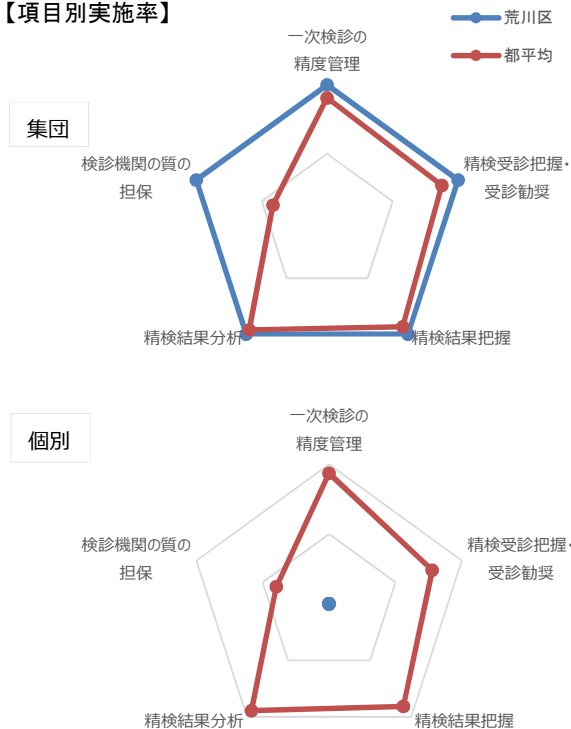 【項目別実施率】
荒川区
都平均
集団
一次検診の
精度管理
精検受診把握・
受診勧奨
精検結果把握
精検結果分析
検診機関の質の
担保
個別
一次検診の
精度管理
精検受診把握・
受診勧奨
精検結果把握
精検結果分析
検診機関の質の
担保